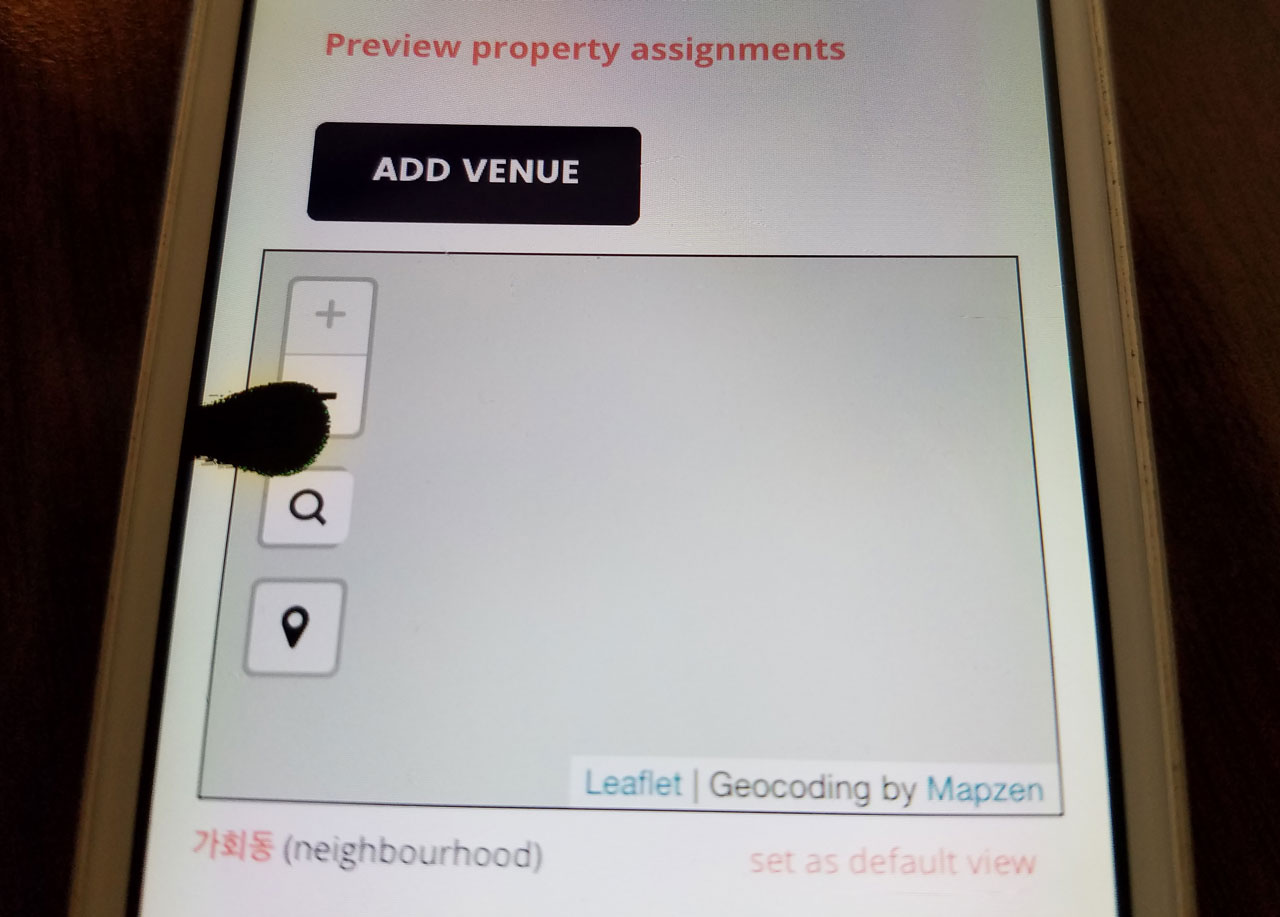 Preview property assignments
ADD VENUE
Leaflet | Geocoding by Mapzen
가회동 (neighbourhood)
set as default view